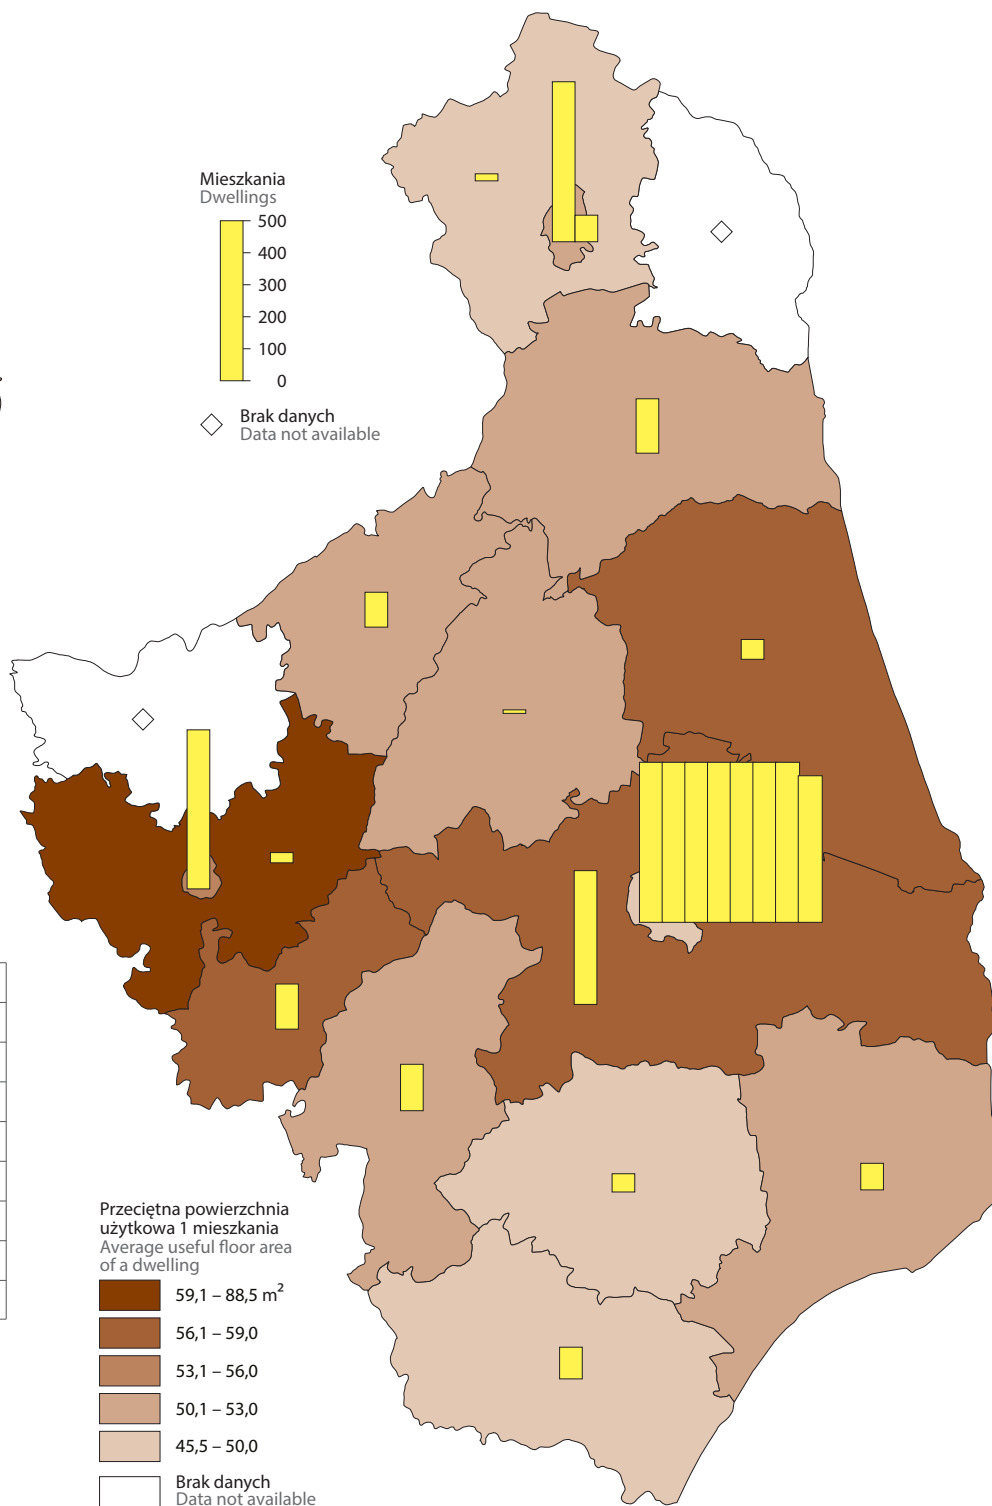 Mieszkania
Dwellings
500
400
300
200
100
0
Brak danych
Data not available
Przeciętna powierzchnia
użytkowa 1 mieszkania
Average useful floor area
of a dwelling
59,1 – 88,5 m²
56,1 – 59,0
53,1 – 56,0
50,1 – 53,0
45,5 – 50,0
Brak danych
Data not available